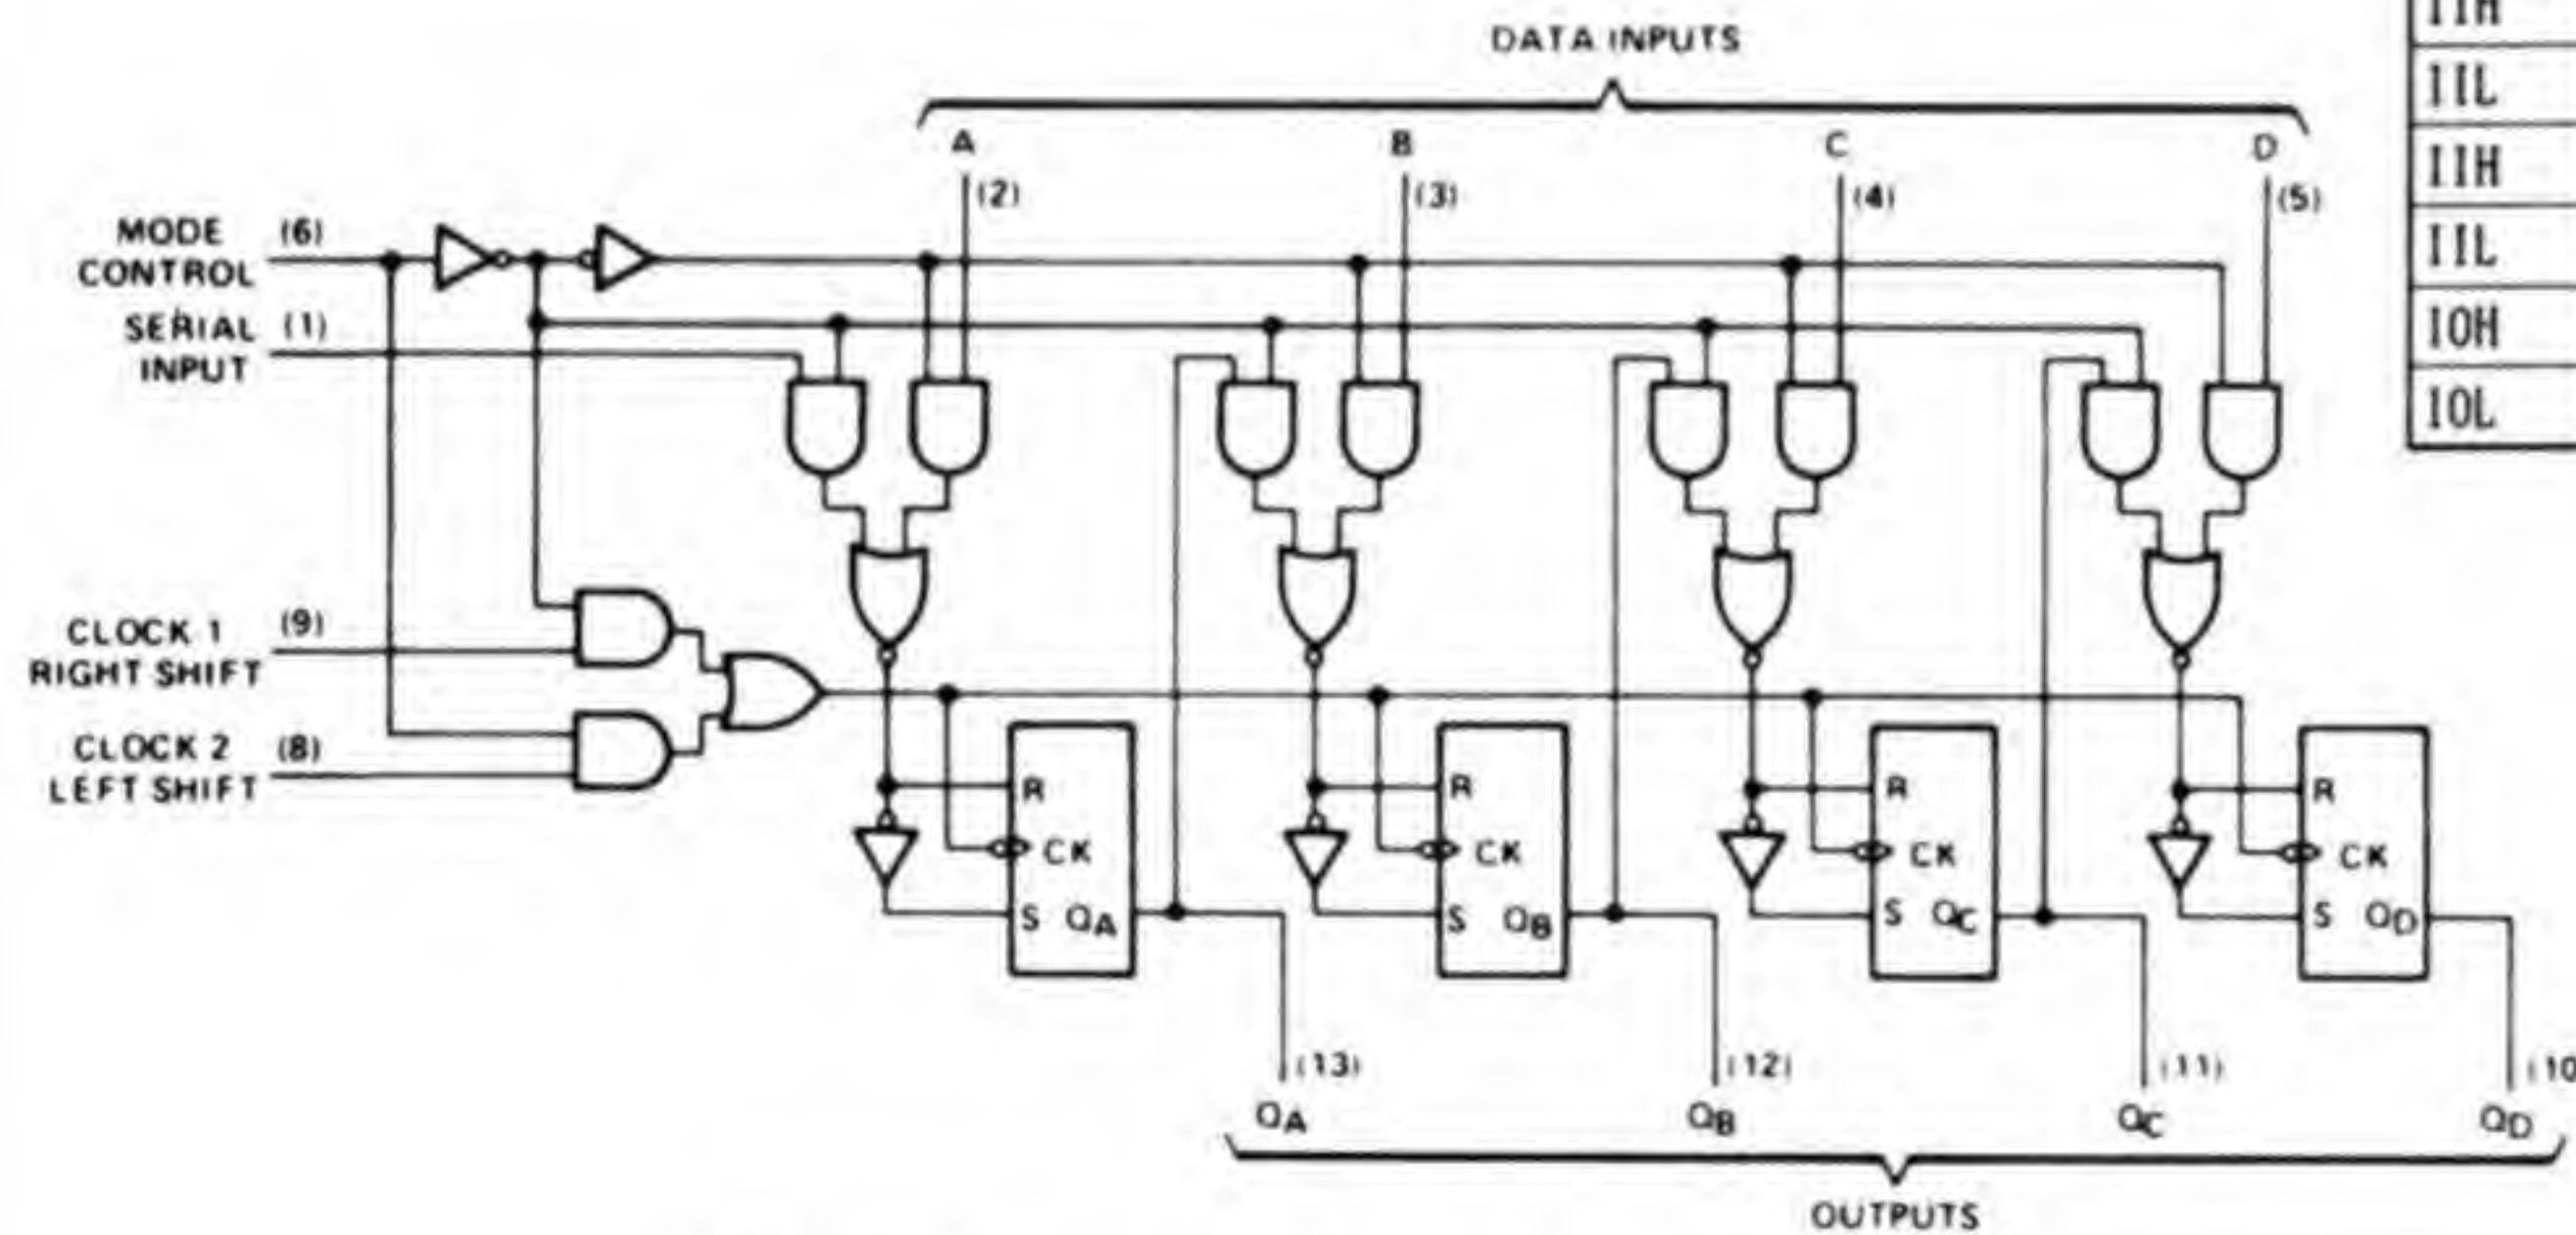 DATA INPUTS
A B C D
(2) (3) (4) (5)
MODE CONTROL (6)
SERIAL INPUT (1)
CLOCK 1 RIGHT SHIFT (9)
CLOCK 2 LEFT SHIFT (8)
R R R R
CK CK CK CK
S QA S QB S QC S QD
(13) (12) (11) (10
QA QB QC QD
OUTPUTS
IIH
IIL
IIH
IIL
IOH
IOL